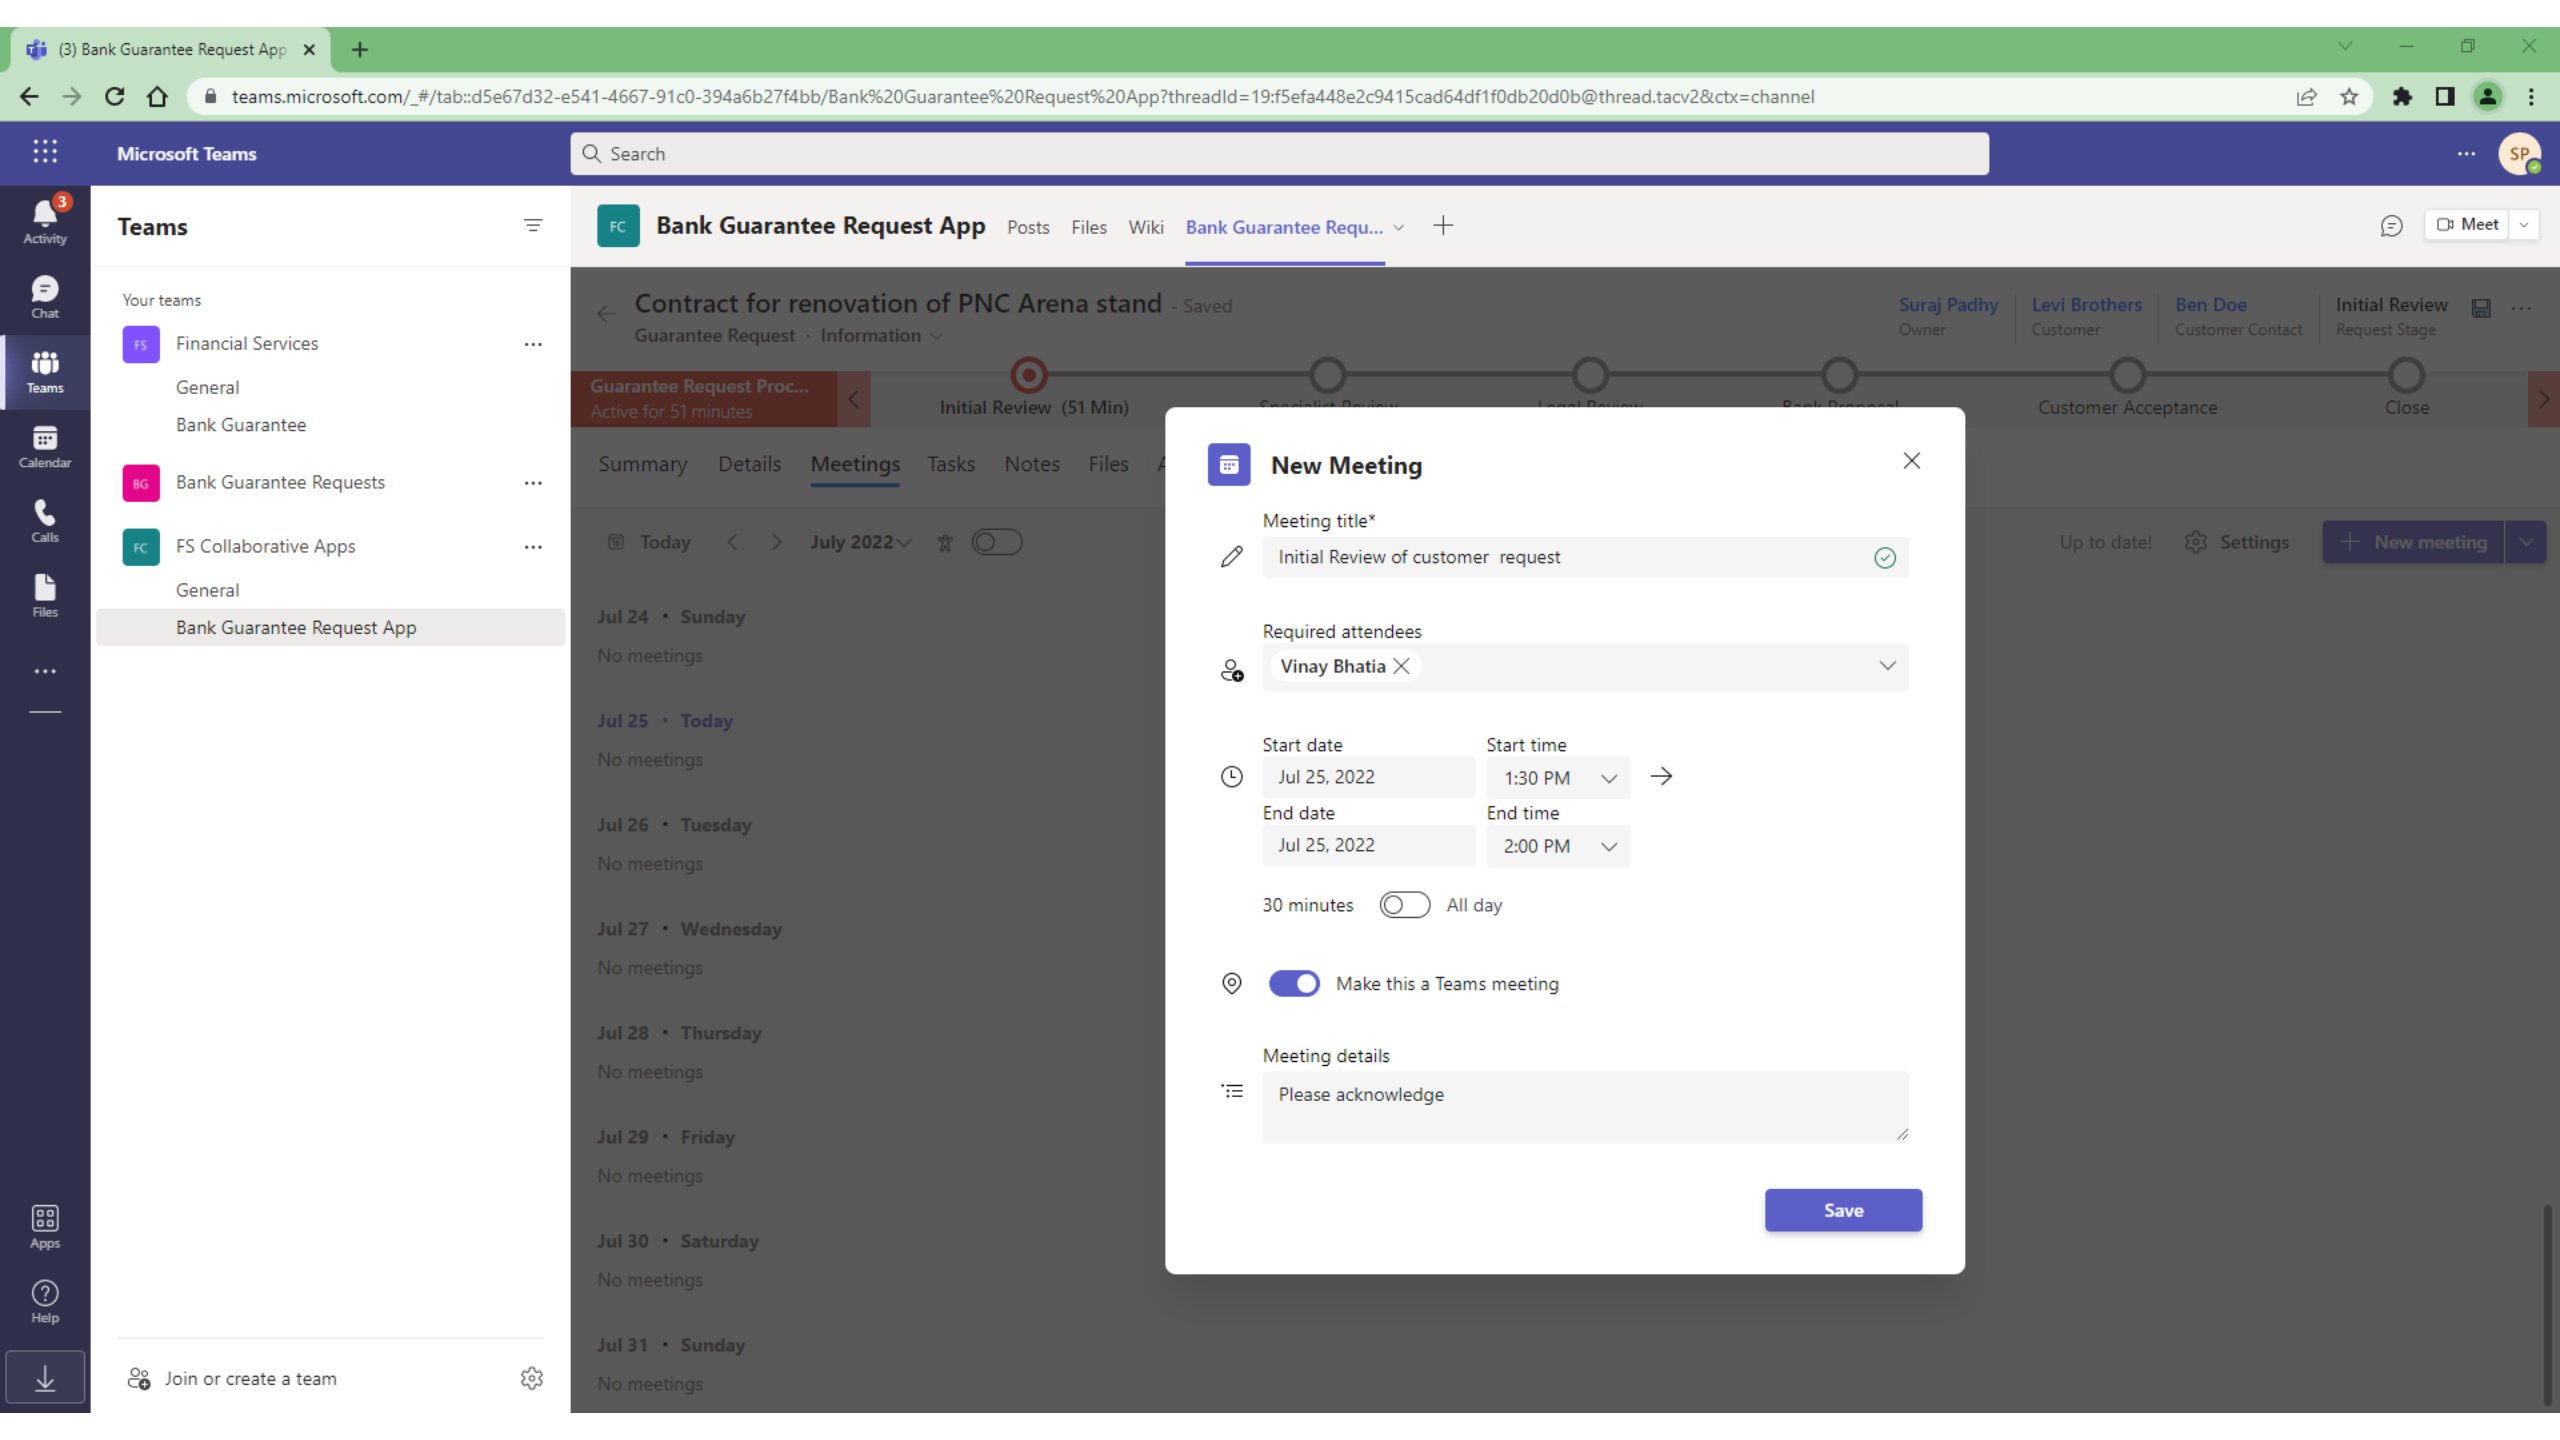 (3) Bank Guarantee Request App
teams.microsoft.com/_#/tab::d5e67d32-e541-4667-91c0-394a6b27f4bb/Bank%20Guarantee%20Request%20App?threadId=19:f5efa448e2c9415cad64df1f0db20d0b@thread.tacv2&ctx=channel
Microsoft Teams
Search
SP
3
Activity
Chat
Teams
Calendar
Calls
Files
Apps
Help
Teams
Your teams
FS Financial Services
General
Bank Guarantee
BG Bank Guarantee Requests
FC FS Collaborative Apps
General
Bank Guarantee Request App
Join or create a team
FC Bank Guarantee Request App Posts Files Wiki Bank Guarantee Requ...
Meet
Contract for renovation of PNC Arena stand - Saved
Guarantee Request · Information
Suraj Padhy
Owner
Levi Brothers
Customer
Ben Doe
Customer Contact
Initial Review
Request Stage
Guarantee Request Proc...
Active for 51 minutes
Initial Review (51 Min)
Specialist Review
Legal Review
Bank Proposal
Customer Acceptance
Close
Summary Details Meetings Tasks Notes Files
Today July 2022
Up to date! Settings New meeting
Jul 24 · Sunday
No meetings
Jul 25 · Today
No meetings
Jul 26 · Tuesday
No meetings
Jul 27 · Wednesday
No meetings
Jul 28 · Thursday
No meetings
Jul 29 · Friday
No meetings
Jul 30 · Saturday
No meetings
Jul 31 · Sunday
No meetings
New Meeting
Meeting title*
Initial Review of customer request
Required attendees
Vinay Bhatia
Start date Start time
Jul 25, 2022 1:30 PM
End date End time
Jul 25, 2022 2:00 PM
30 minutes All day
Make this a Teams meeting
Meeting details
Please acknowledge
Save